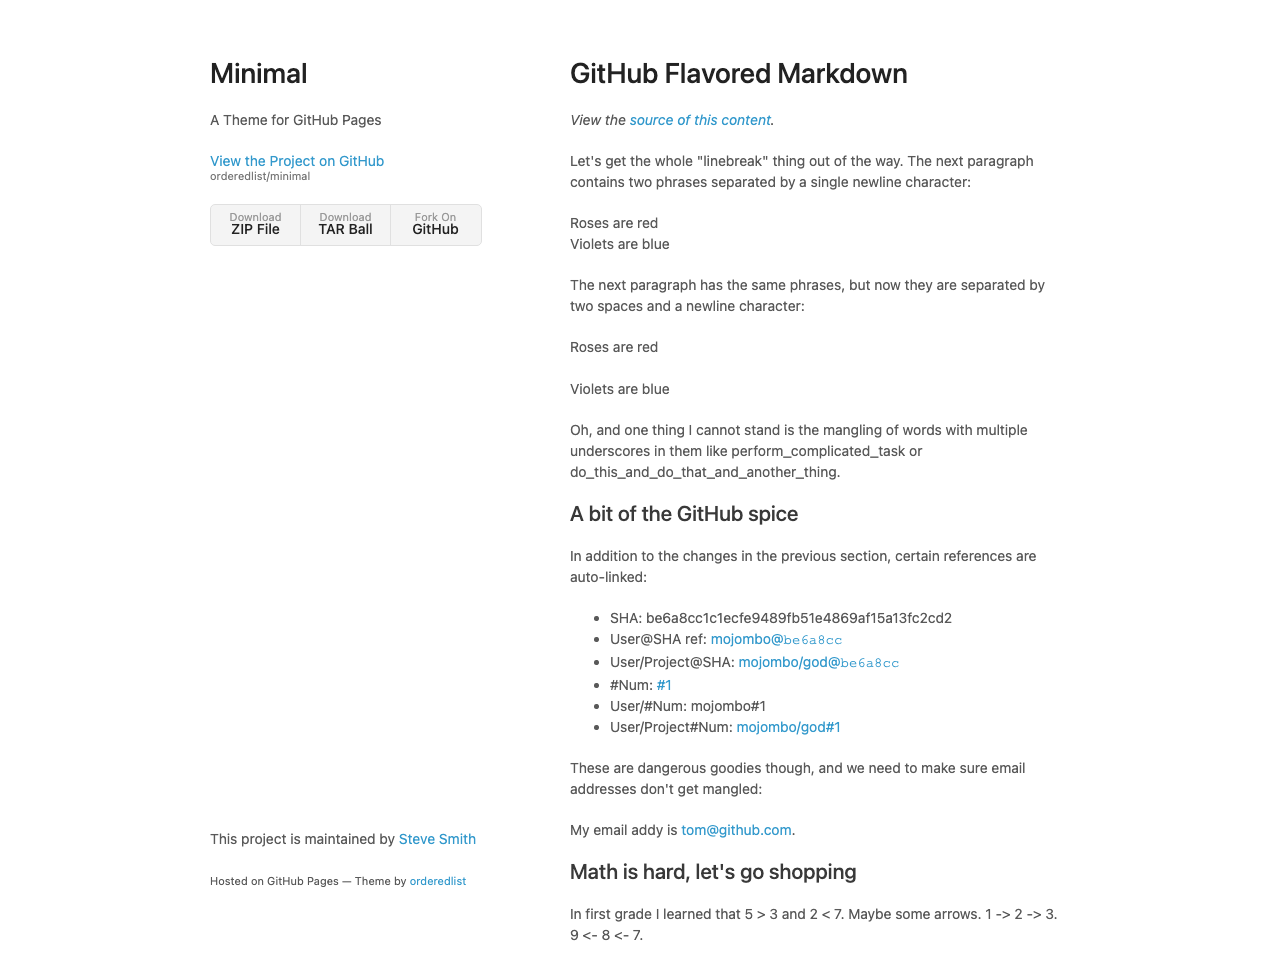 Minimal
A Theme for GitHub Pages
View the Project on GitHub
orderedlist/minimal
Download
ZIP File
Download
TAR Ball
Fork On
GitHub
This project is maintained by Steve Smith
Hosted on GitHub Pages — Theme by orderedlist
GitHub Flavored Markdown
View the source of this content.
Let's get the whole "linebreak" thing out of the way. The next paragraph
contains two phrases separated by a single newline character:
Roses are red
Violets are blue
The next paragraph has the same phrases, but now they are separated by
two spaces and a newline character:
Roses are red
Violets are blue
Oh, and one thing I cannot stand is the mangling of words with multiple
underscores in them like perform_complicated_task or
do_this_and_do_that_and_another_thing.
A bit of the GitHub spice
In addition to the changes in the previous section, certain references are
auto-linked:
• SHA: be6a8cc1c1ecfe9489fb51e4869af15a13fc2cd2
• User@SHA ref: mojombo@be6a8cc
• User/Project@SHA: mojombo/god@be6a8cc
• #Num: #1
• User/#Num: mojombo#1
• User/Project#Num: mojombo/god#1
These are dangerous goodies though, and we need to make sure email
addresses don't get mangled:
My email addy is tom@github.com.
Math is hard, let's go shopping
In first grade I learned that 5 > 3 and 2 < 7. Maybe some arrows. 1 -> 2 -> 3.
9 <- 8 <- 7.